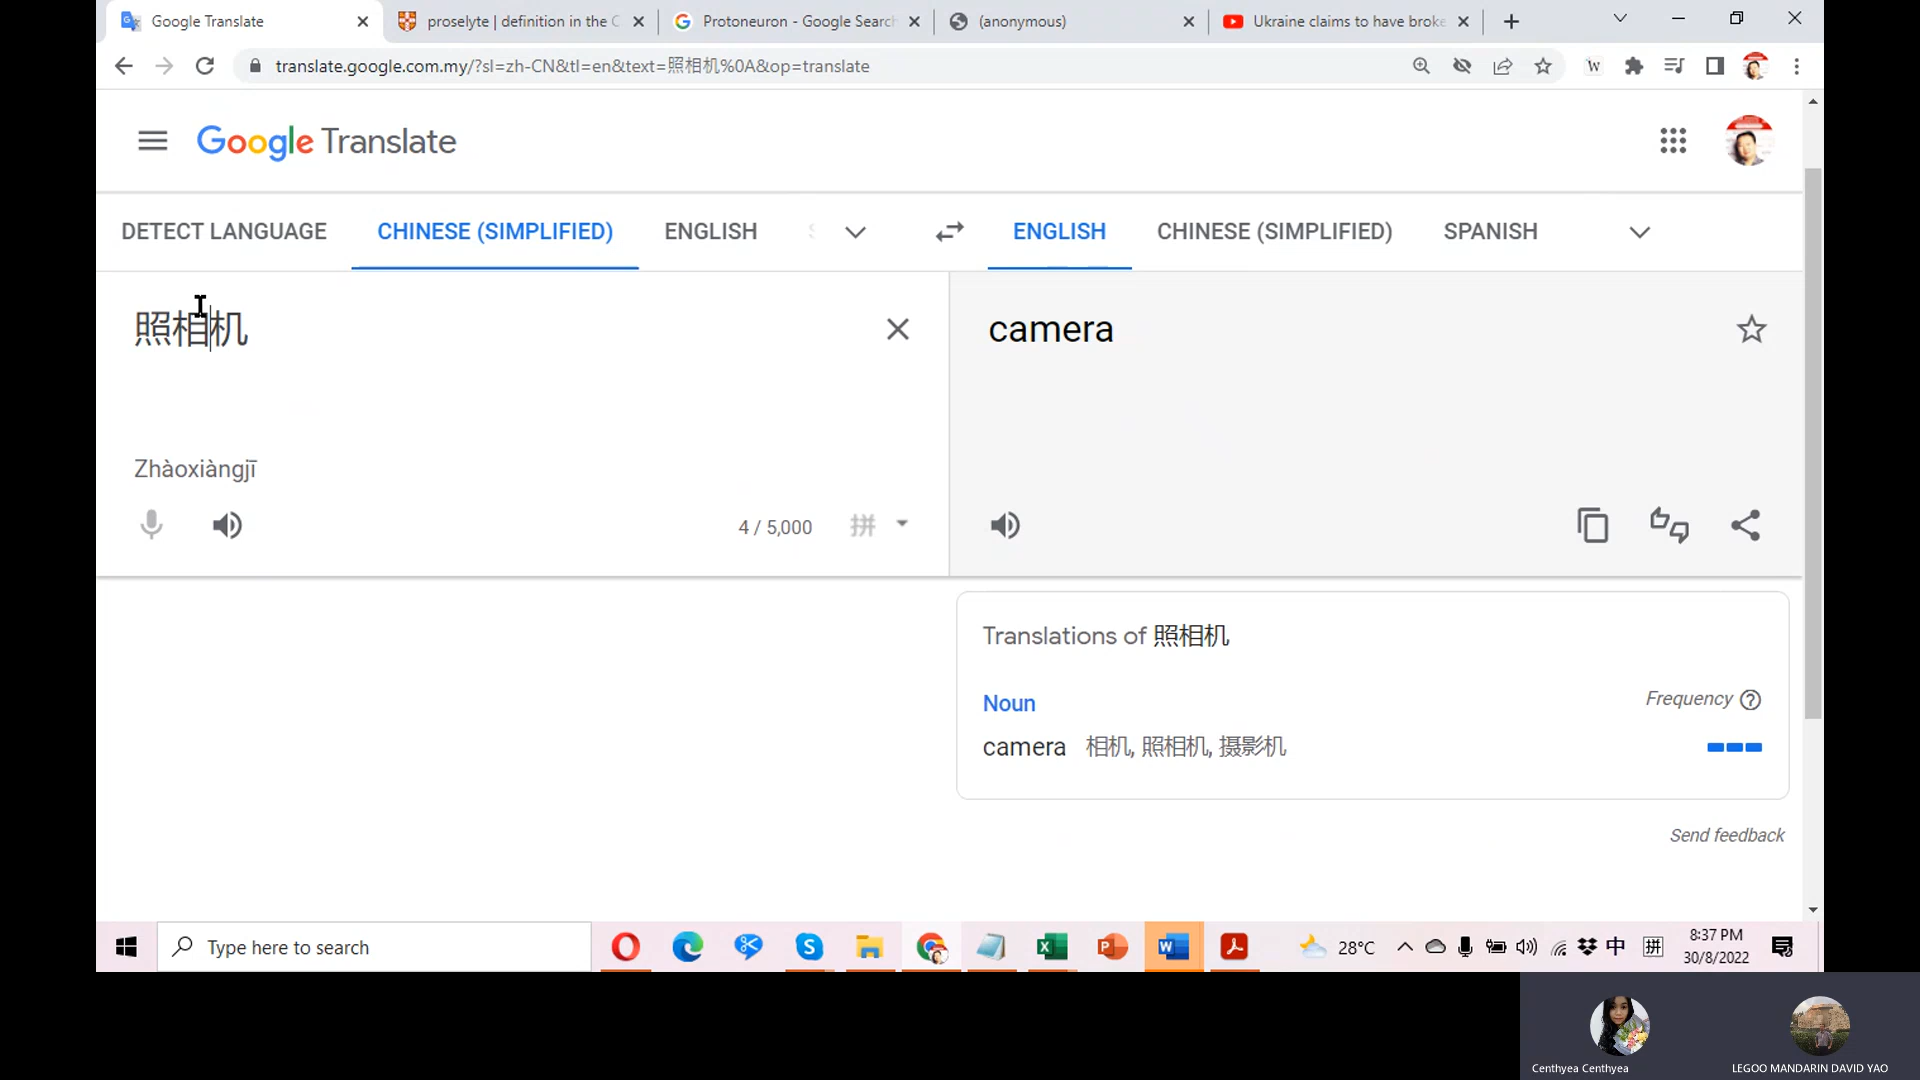 Google Translate
proselyte | definition in the C
Protoneuron - Google Search
(anonymous)
Ukraine claims to have broke
translate.google.com.my/?sl=zh-CN&tl=en&text=照相机%0A&op=translate
W
Google Translate
DETECT LANGUAGE
CHINESE (SIMPLIFIED)
ENGLISH
ENGLISH
CHINESE (SIMPLIFIED)
SPANISH
照相机
camera
Zhàoxiàngjī
4 / 5,000
拼
Translations of 照相机
Noun
Frequency
camera 相机, 照相机, 摄影机
Send feedback
Type here to search
28°C
中
拼
8:37 PM
30/8/2022
Centhyea Centhyea
LEGOO MANDARIN DAVID YAO